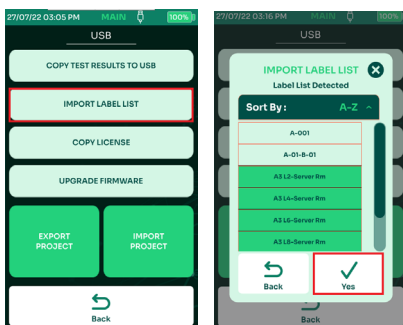 27/07/22 03:05 PM MAIN 100%
USB
COPY TEST RESULTS TO USB
IMPORT LABEL LIST
COPY LICENSE
UPGRADE FIRMWARE
EXPORT PROJECT
IMPORT PROJECT
Back
27/07/22 03:16 PM MAIN 100%
USB
IMPORT LABEL LIST
Label List Detected
Sort By: A-Z
A-001
A-01-B-01
A3 L2-Server Rm
A3 L4-Server Rm
A3 L6-Server Rm
A3 L8-Server Rm
Back
Yes
Back